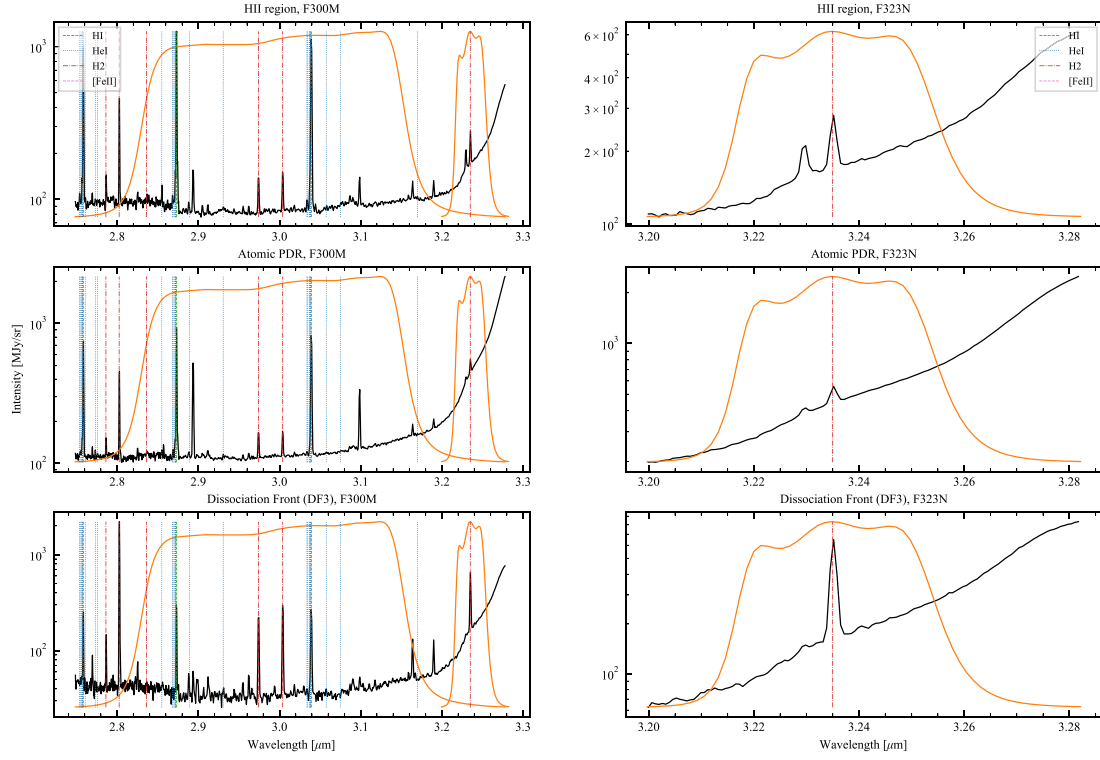 HII region, F300M
HI
HeI
H2
[FeII]
10³
10²
2.8 2.9 3.0 3.1 3.2 3.3
HII region, F323N
HI
HeI
H2
[FeII]
6 × 10²
4 × 10²
3 × 10²
2 × 10²
10²
3.20 3.22 3.24 3.26 3.28
Atomic PDR, F300M
Intensity [MJy/sr]
10³
10²
2.8 2.9 3.0 3.1 3.2 3.3
Atomic PDR, F323N
10³
3.20 3.22 3.24 3.26 3.28
Dissociation Front (DF3), F300M
10³
10²
2.8 2.9 3.0 3.1 3.2 3.3
Wavelength [μm]
Dissociation Front (DF3), F323N
10²
3.20 3.22 3.24 3.26 3.28
Wavelength [μm]